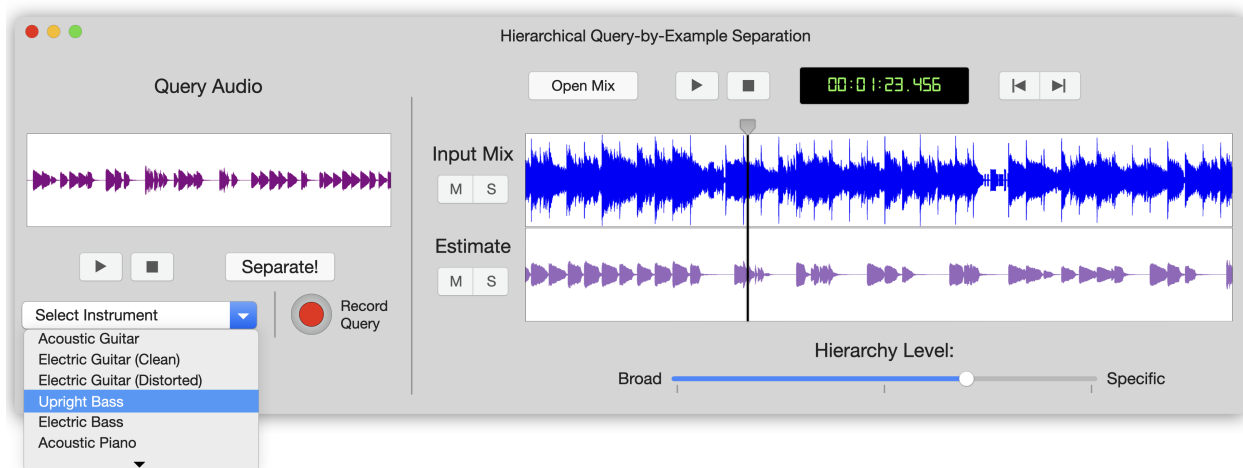 Hierarchical Query-by-Example Separation
Query Audio
Open Mix
00:01:23.456
Input Mix
M S
Estimate
M S
Separate!
Select Instrument
Record
Query
Acoustic Guitar
Electric Guitar (Clean)
Electric Guitar (Distorted)
Upright Bass
Electric Bass
Acoustic Piano
Hierarchy Level:
Broad
Specific